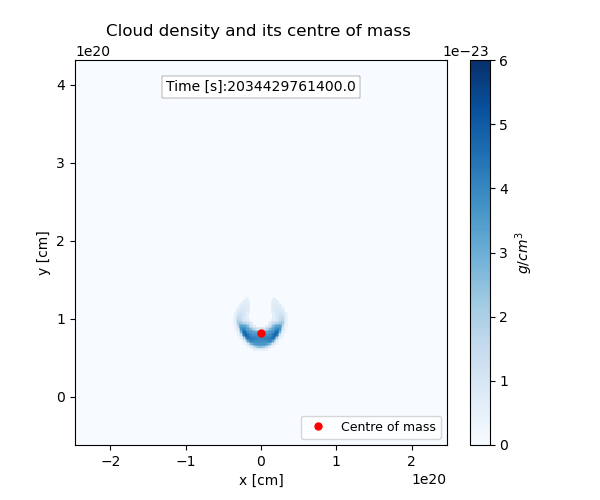 Cloud density and its centre of mass
1e20
1e−23
Time [s]:2034429761400.0
4
3
2
1
0
y [cm]
6
5
4
3
2
1
0
g/cm³
Centre of mass
−2 −1 0 1 2
x [cm]
1e20